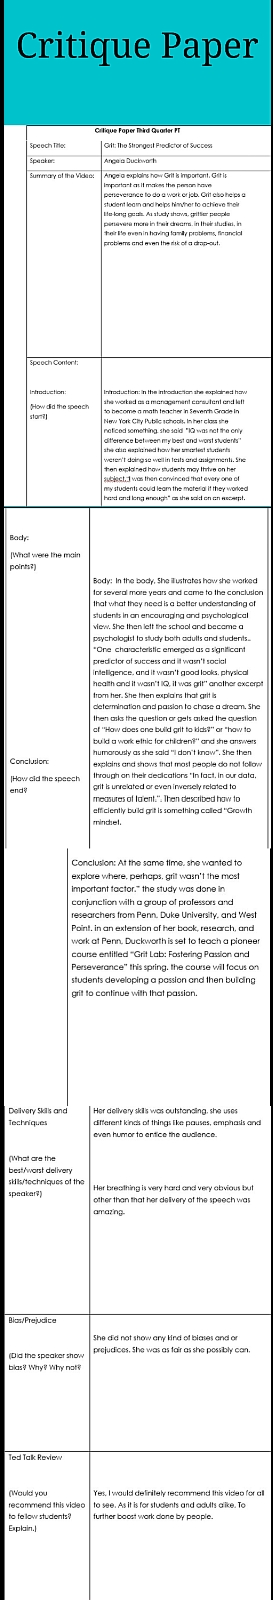 Critique Paper
Critique Paper Third Quarter PT
Speech Title:
Grit: The Strongest Predictor of Success
Speaker:
Angela Duckworth
Summary of the Video:
Angela explains how Grit is important. Grit is
important as it makes the person have
perseverance to do a work or job. Grit also helps a
student learn and helps him/her to achieve their
life-long goals. As study shows, grittier people
persevere more in their dreams. In their studies, in
their life even in having family problems, financial
problems and even the risk of a drop-out.
Speech Content:
Introduction:
(How did the speech
start?)
Introduction: In the introduction she explained how
she worked as a management consultant and left
to become a math teacher in Seventh Grade in
New York City Public schools. In her class she
noticed something, she said "IQ was not the only
difference between my best and worst students"
she also explained how her smartest students
weren't doing so well in tests and assignments. She
then explained how students may thrive on her
subject,"I was then convinced that every one of
my students could learn the material if they worked
hard and long enough" as she said on an excerpt.
Body:
(What were the main
points?)
Body: In the body, She illustrates how she worked
for several more years and came to the conclusion
that what they need is a better understanding of
students in an encouraging and psychological
view. She then left the school and become a
psychologist to study both adults and students..
"One characteristic emerged as a significant
predictor of success and it wasn't social
intelligence, and it wasn't good looks, physical
health and it wasn't IQ, it was grit" another excerpt
from her. She then explains that grit is
determination and passion to chase a dream. She
then asks the question or gets asked the question
of "How does one build grit to kids?" or "how to
build a work ethic for children?" and she answers
humorously as she said "I don't know". She then
explains and shows that most people do not follow
through on their dedications "In fact, in our data,
grit is unrelated or even inversely related to
measures of talent.". Then described how to
efficiently build grit is something called "Growth
mindset.
Conclusion:
(How did the speech
end?
Conclusion: At the same time, she wanted to
explore where, perhaps, grit wasn't the most
important factor." the study was done in
conjunction with a group of professors and
researchers from Penn, Duke University, and West
Point. in an extension of her book, research, and
work at Penn, Duckworth is set to teach a pioneer
course entitled "Grit Lab: Fostering Passion and
Perseverance" this spring. the course will focus on
students developing a passion and then building
grit to continue with that passion.
Delivery Skills and
Techniques
(What are the
best/worst delivery
skills/techniques of the
speaker?)
Her delivery skills was outstanding, she uses
different kinds of things like pauses, emphasis and
even humor to entice the audience.
Her breathing is very hard and very obvious but
other than that her delivery of the speech was
amazing.
Bias/Prejudice
(Did the speaker show
bias? Why? Why not?
She did not show any kind of biases and or
prejudices. She was as fair as she possibly can.
Ted Talk Review
(Would you
recommend this video
to fellow students?
Explain.)
Yes, I would definitely recommend this video for all
to see. As it is for students and adults alike. To
further boost work done by people.